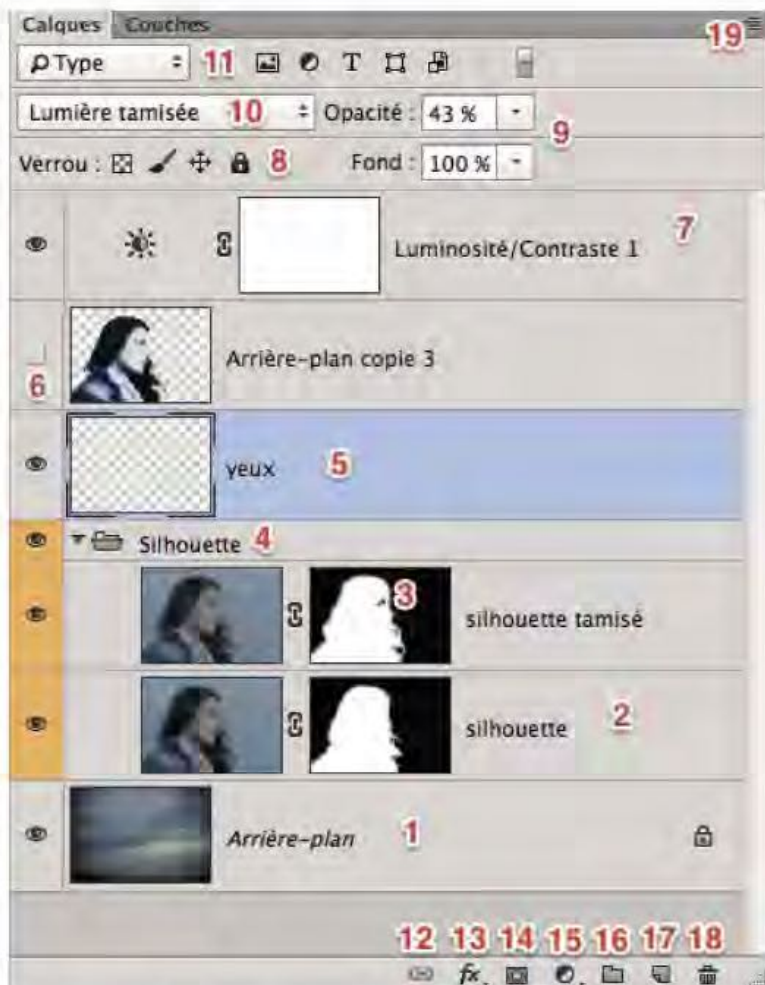 Calques Couches
19
Type 11 T
Lumière tamisée 10 Opacité : 43 % 9
Verrou : 8 Fond : 100 %
Luminosité/Contraste 1 7
Arrière-plan copie 3
6
yeux 5
Silhouette 4
3 silhouette tamisé
silhouette 2
Arrière-plan 1
12 13 14 15 16 17 18
fx.